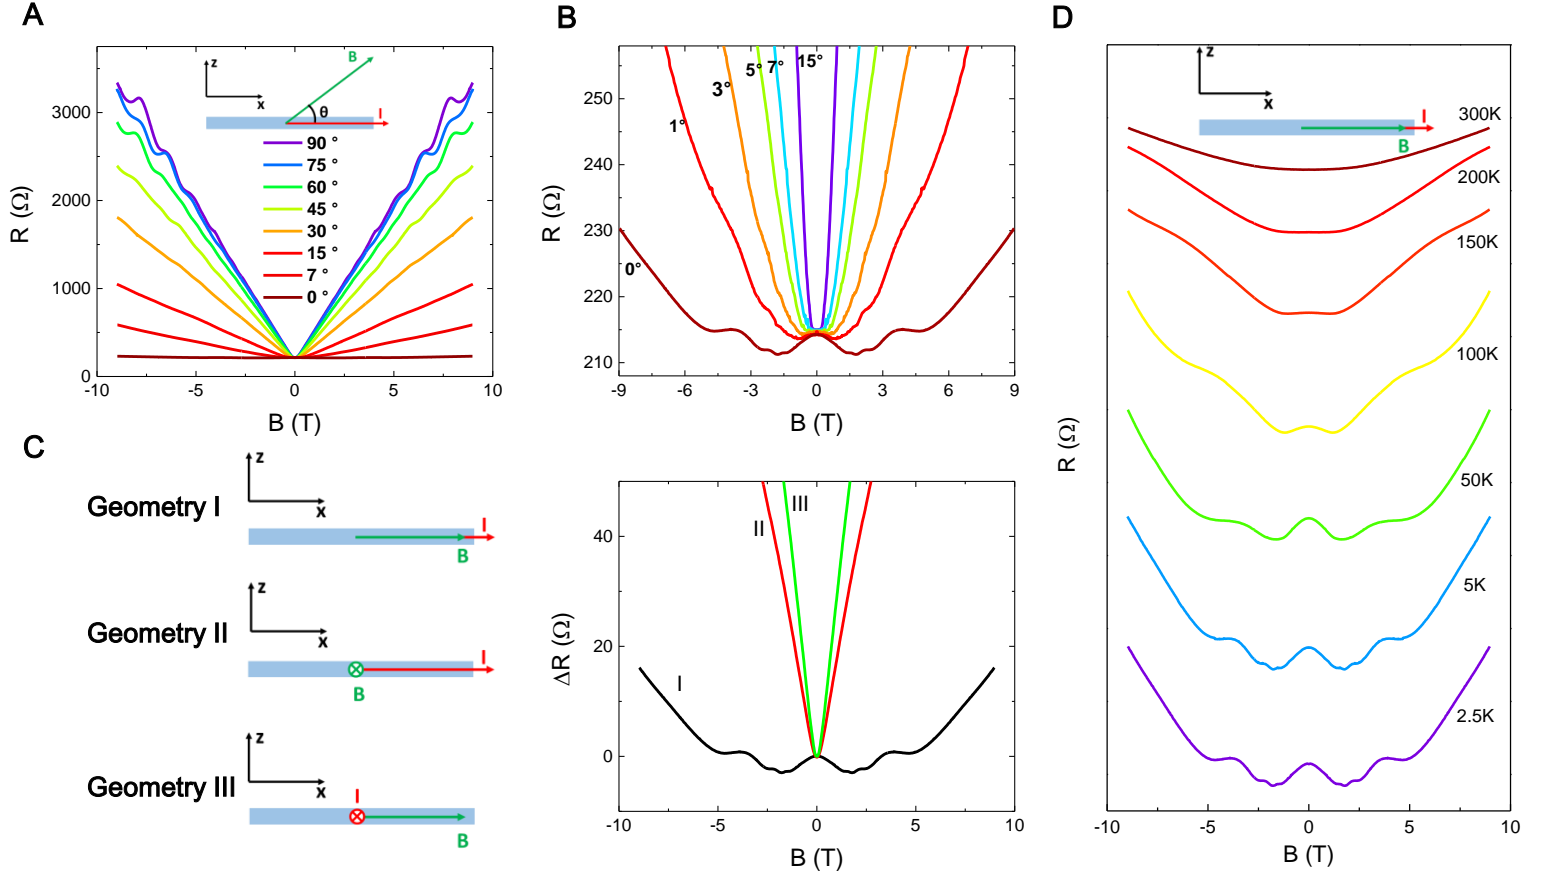 A
z
x
B
θ
I
90 °
75 °
60 °
45 °
30 °
15 °
7 °
0 °
3000
2000
1000
0
R (Ω)
-10
-5
0
5
10
B (T)
B
0°
1°
3°
5°
7°
15°
250
240
230
220
210
R (Ω)
-9
-6
-3
0
3
6
9
B (T)
C
Geometry I
z
x
I
B
Geometry II
z
x
I
B
Geometry III
z
x
I
B
I
II
III
40
20
0
ΔR (Ω)
-10
-5
0
5
10
B (T)
D
z
x
I
B
300K
200K
150K
100K
50K
5K
2.5K
R (Ω)
-10
-5
0
5
10
B (T)